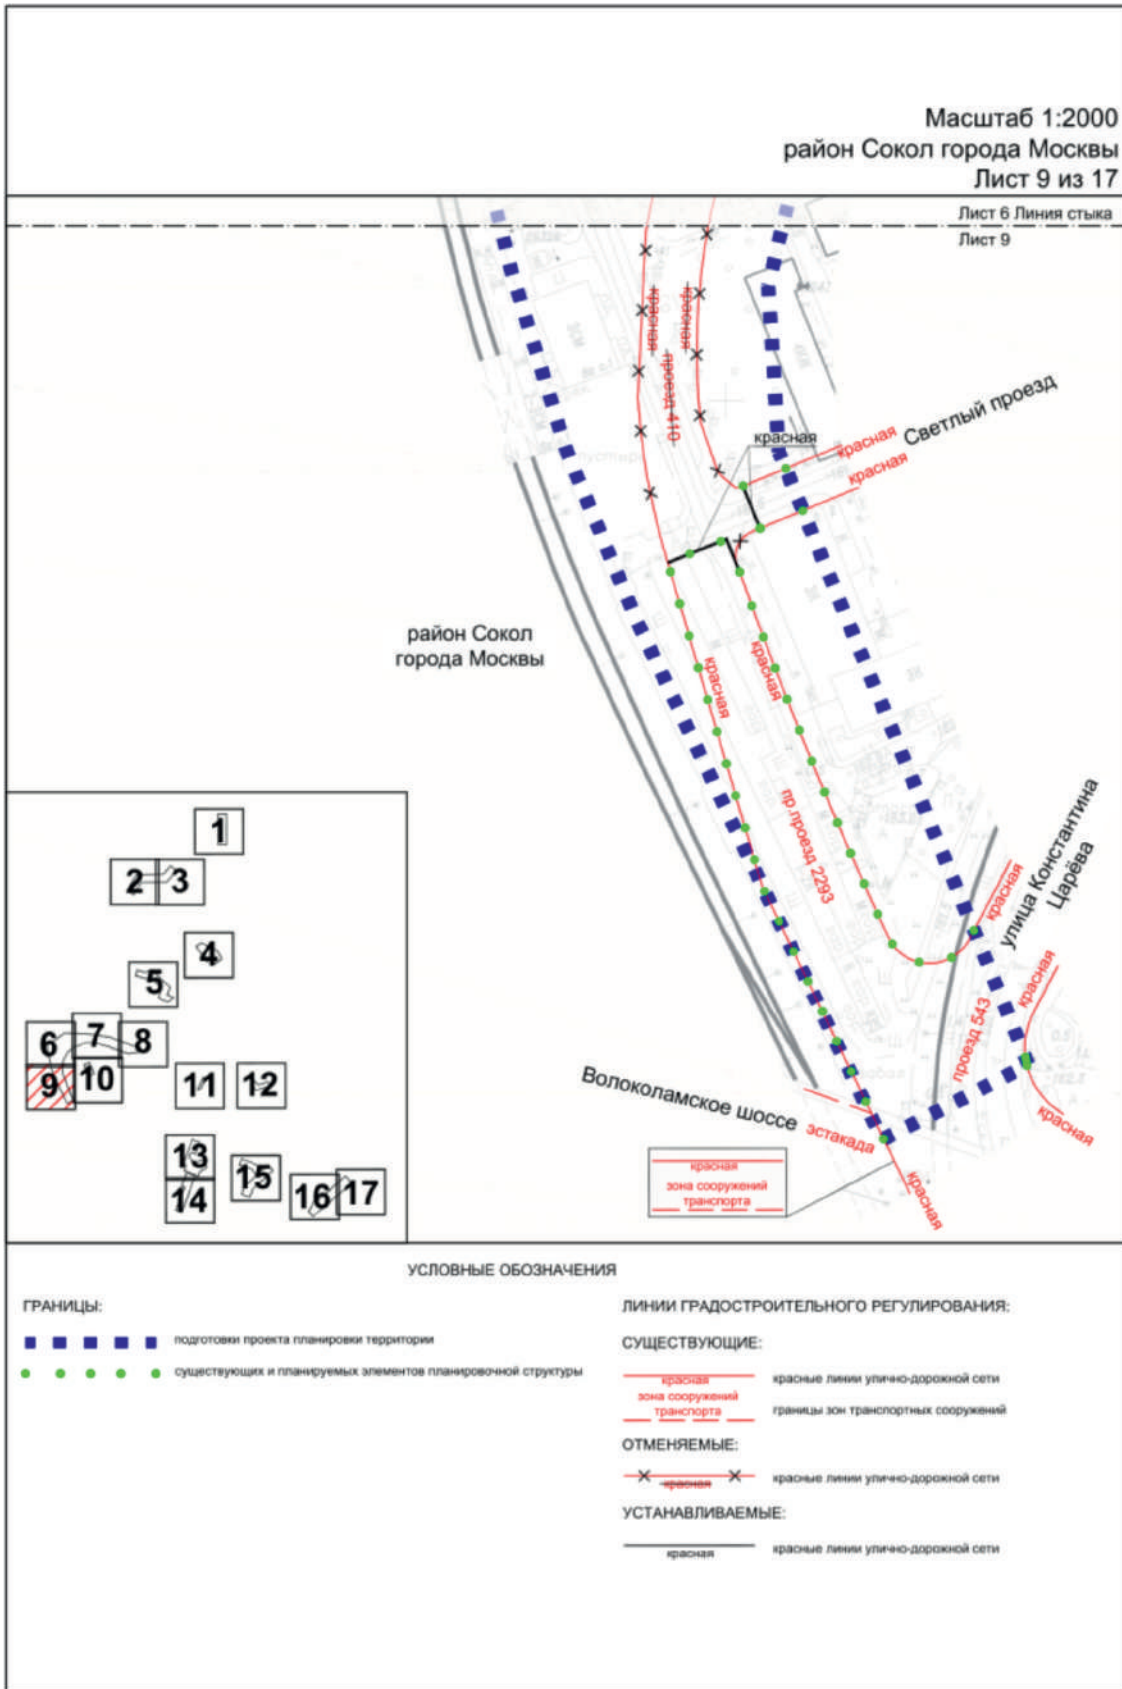 Масштаб 1:2000
район Сокол города Москвы
Лист 9 из 17
Лист 6 Линия стыка
Лист 9
красная
красная
проезд 410
красная
красная
Светлый проезд
красная
район Сокол
города Москвы
красная
красная
пр.проезд 2293
улица Константина
Царёва
красная
красная
проезд 543
красная
Волоколамское шоссе
эстакада
красная
красная
зона сооружений
транспорта
1
2
3
4
5
6
7
8
9
10
11
12
13
14
15
16
17
УСЛОВНЫЕ ОБОЗНАЧЕНИЯ
ГРАНИЦЫ:
подготовки проекта планировки территории
существующих и планируемых элементов планировочной структуры
ЛИНИИ ГРАДОСТРОИТЕЛЬНОГО РЕГУЛИРОВАНИЯ:
СУЩЕСТВУЮЩИЕ:
красная
красные линии улично-дорожной сети
зона сооружений
транспорта
границы зон транспортных сооружений
ОТМЕНЯЕМЫЕ:
красная
красные линии улично-дорожной сети
УСТАНАВЛИВАЕМЫЕ:
красная
красные линии улично-дорожной сети